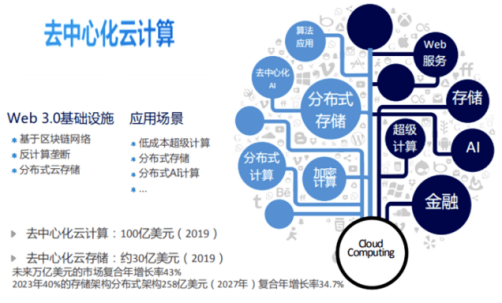 去中心化云计算
Web 3.0基础设施
基于区块链网络
反计算垄断
分布式云存储
应用场景
低成本超级计算
分布式存储
分布式AI计算
...
去中心化云计算：100亿美元（2019）
去中心化云存储：约30亿美元（2019）
未来万亿美元的市场复合年增长率43%
2023年40%的存储架构分布式架构258亿美元（2027年）复合年增长率34.7%
算法
应用
去中心化
AI
分布式
存储
分布式
计算
加密
计算
Web
服务
存储
超级
计算
AI
金融
Cloud
Computing